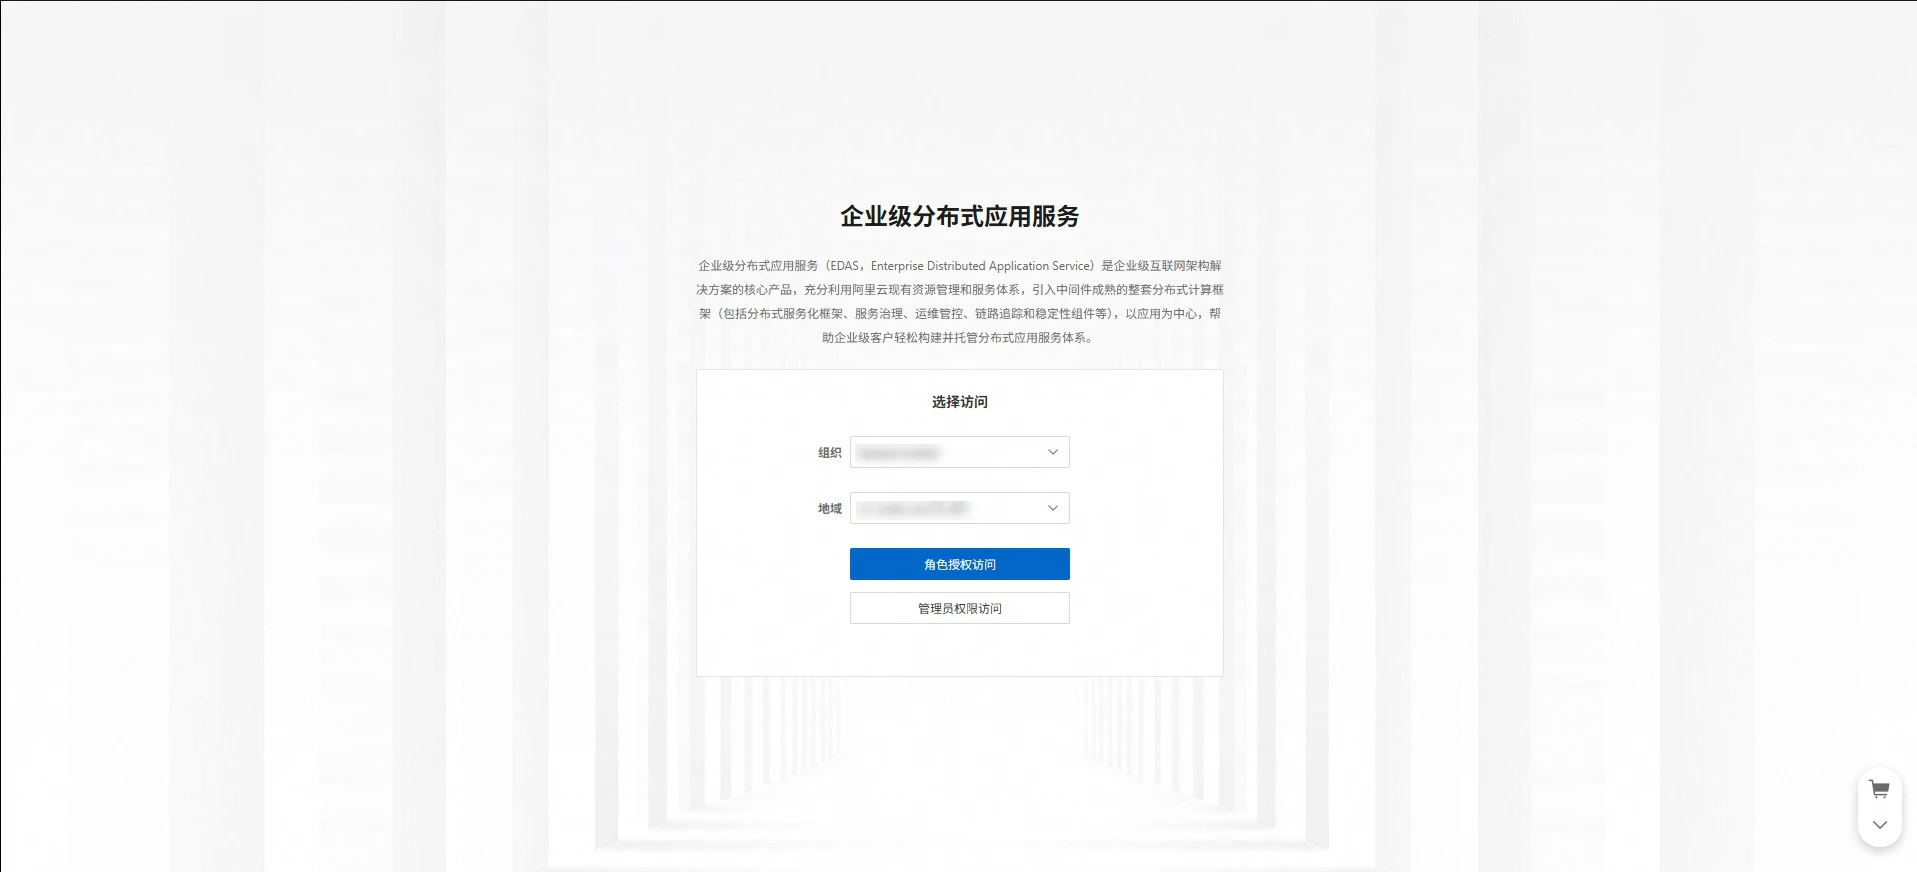 企业级分布式应用服务
企业级分布式应用服务（EDAS，Enterprise Distributed Application Service）是企业级互联网架构解
决方案的核心产品，充分利用阿里云现有资源管理和服务体系，引入中间件成熟的整套分布式计算框
架（包括分布式服务化框架、服务治理、运维管控、链路追踪和稳定性组件等），以应用为中心，帮
助企业级客户轻松构建并托管分布式应用服务体系。
选择访问
组织
地域
角色授权访问
管理员权限访问